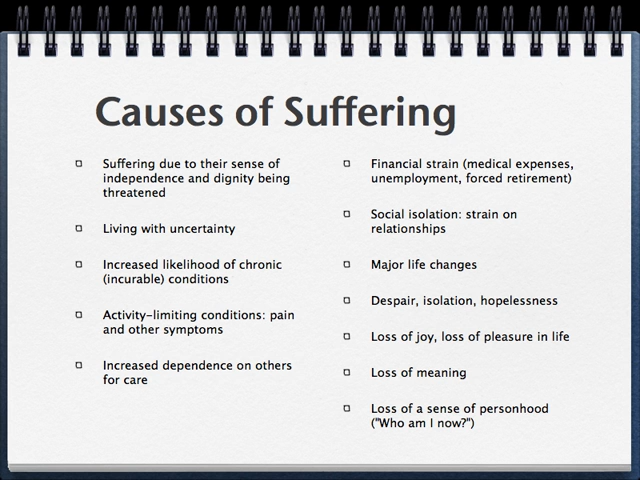 Causes of Suffering
Suffering due to their sense of
independence and dignity being
threatened
Living with uncertainty
Increased likelihood of chronic
(incurable) conditions
Activity-limiting conditions: pain
and other symptoms
Increased dependence on others
for care
Financial strain (medical expenses,
unemployment, forced retirement)
Social isolation: strain on
relationships
Major life changes
Despair, isolation, hopelessness
Loss of joy, loss of pleasure in life
Loss of meaning
Loss of a sense of personhood
("Who am I now?")